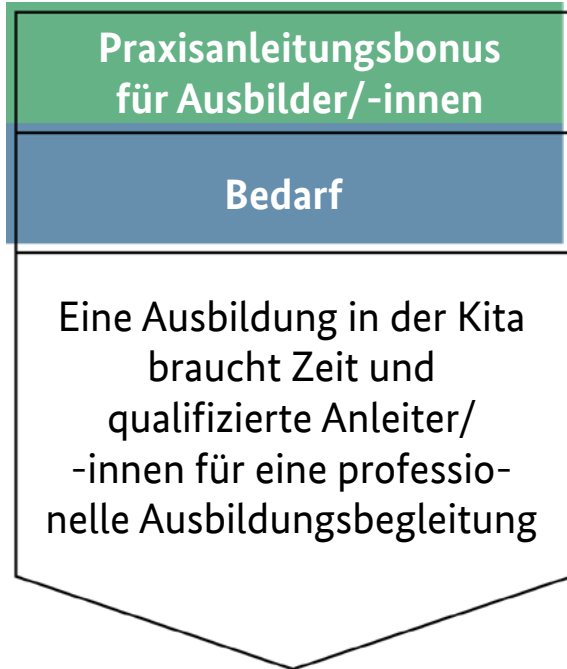 Praxisanleitungsbonus
für Ausbilder/-innen
Bedarf
Eine Ausbildung in der Kita
braucht Zeit und
qualifizierte Anleiter/
-innen für eine professio-
nelle Ausbildungsbegleitung